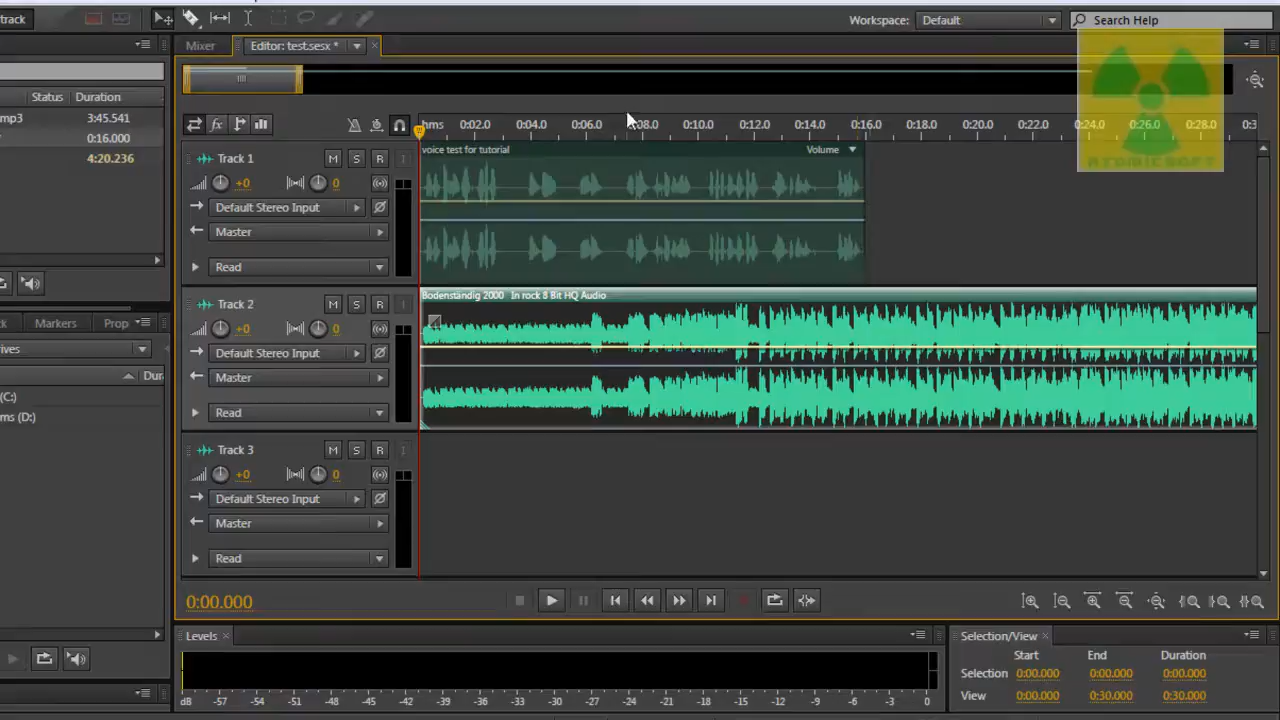 track
Workspace: Default
Search Help
Mixer
Editor: test.sesx *
Status Duration
mp3 3:45.541
0:16.000
4:20.236
hms 0:02.0 0:04.0 0:06.0 0:08.0 0:10.0 0:12.0 0:14.0 0:16.0 0:18.0 0:20.0 0:22.0 0:24.0 0:26.0 0:28.0 0:3
ATOMICSOFT
fx
Track 1 M S R I
voice test for tutorial Volume
+0 0
Default Stereo Input
Master
Read
Track 2 M S R I
Bodenständig 2000 In rock 8 Bit HQ Audio
+0 0
Default Stereo Input
Master
Read
Markers Prop
rives
Dur
(C:)
ms (D:)
Track 3 M S R I
+0 0
Default Stereo Input
Master
Read
0:00.000
Levels
dB -57 -54 -51 -48 -45 -42 -39 -36 -33 -30 -27 -24 -21 -18 -15 -12 -9 -6 -3 0
Selection/View
Start End Duration
Selection 0:00.000 0:00.000 0:00.000
View 0:00.000 0:30.000 0:30.000